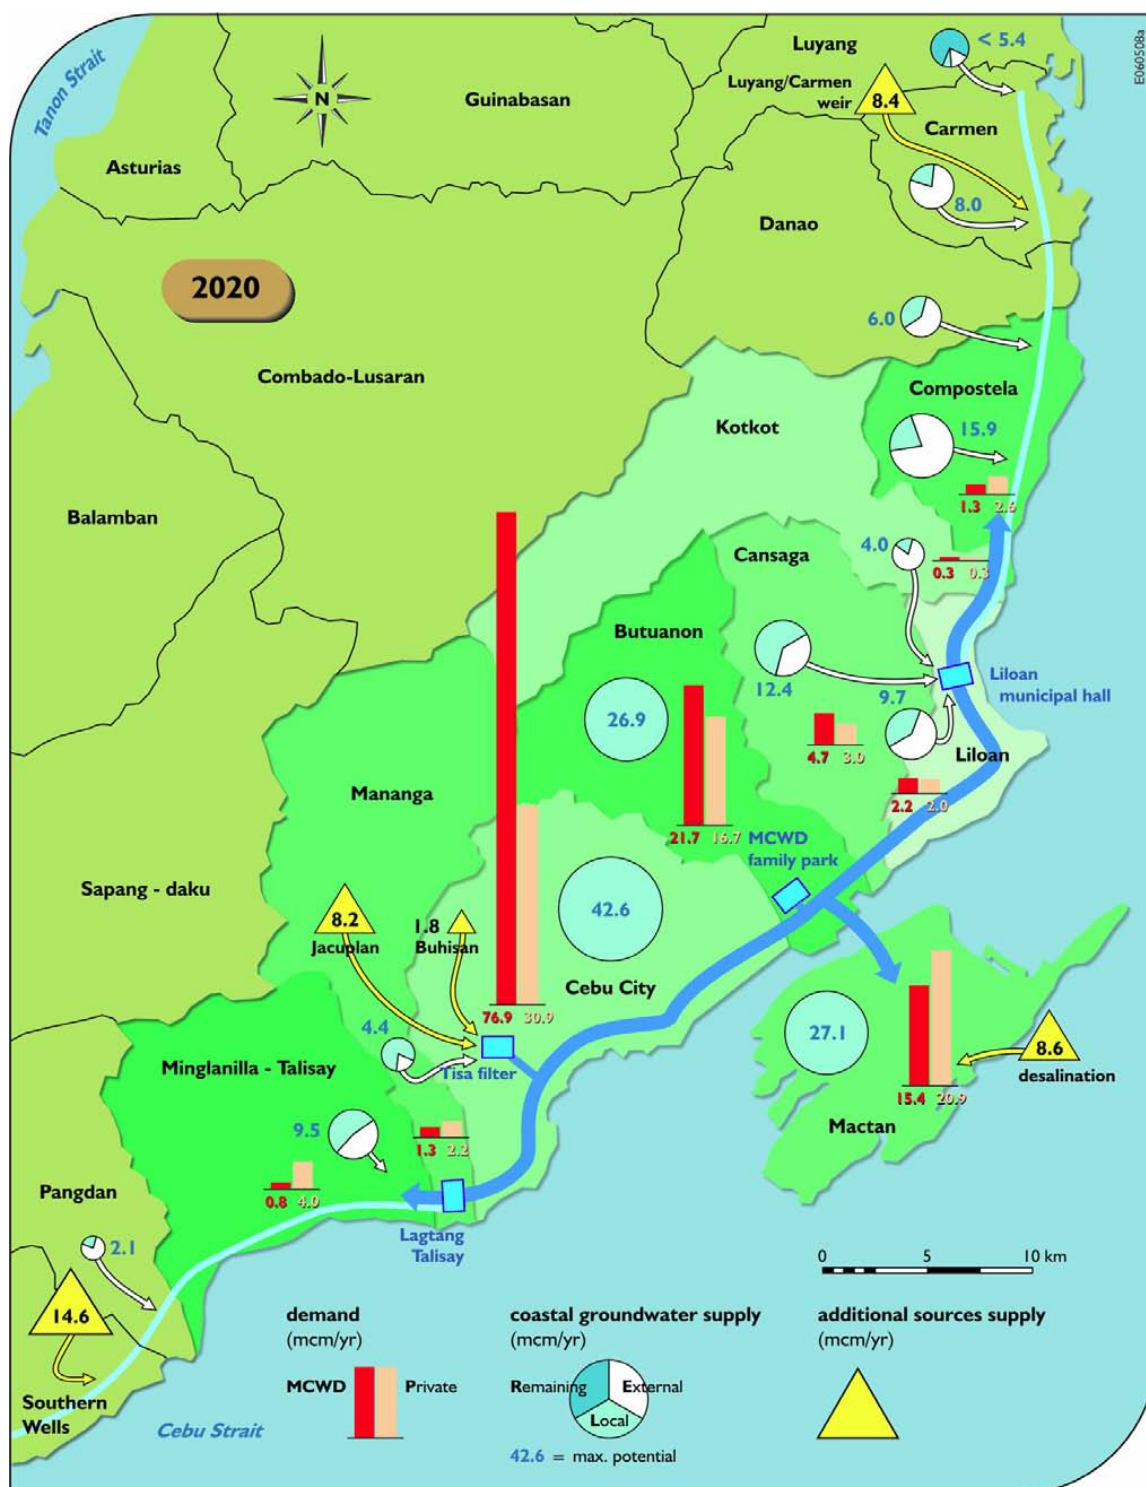 E060508a
Tanon Strait
Luyang
< 5.4
Luyang/Carmen
weir
8.4
N
Guinabasan
Carmen
Asturias
8.0
Danao
2020
6.0
Combado-Lusaran
Compostela
Kotkot
15.9
1.3 2.6
Balamban
4.0
Cansaga
0.3 0.3
Butuanon
12.4
9.7
Liloan
municipal hall
26.9
4.7 3.0
Liloan
Mananga
2.2 2.0
21.7 16.7
MCWD
family park
Sapang - daku
8.2
Jacuplan
1.8
Buhisan
42.6
Cebu City
76.9 30.9
4.4
Tisa filter
27.1
8.6
desalination
Minglanilla - Talisay
15.4 20.9
Mactan
9.5
1.3 2.2
0.8 4.0
Pangdan
2.1
Lagtang
Talisay
0 5 10 km
14.6
Southern
Wells
Cebu Strait
demand
(mcm/yr)
MCWD Private
coastal groundwater supply
(mcm/yr)
Remaining External
Local
42.6 = max. potential
additional sources supply
(mcm/yr)